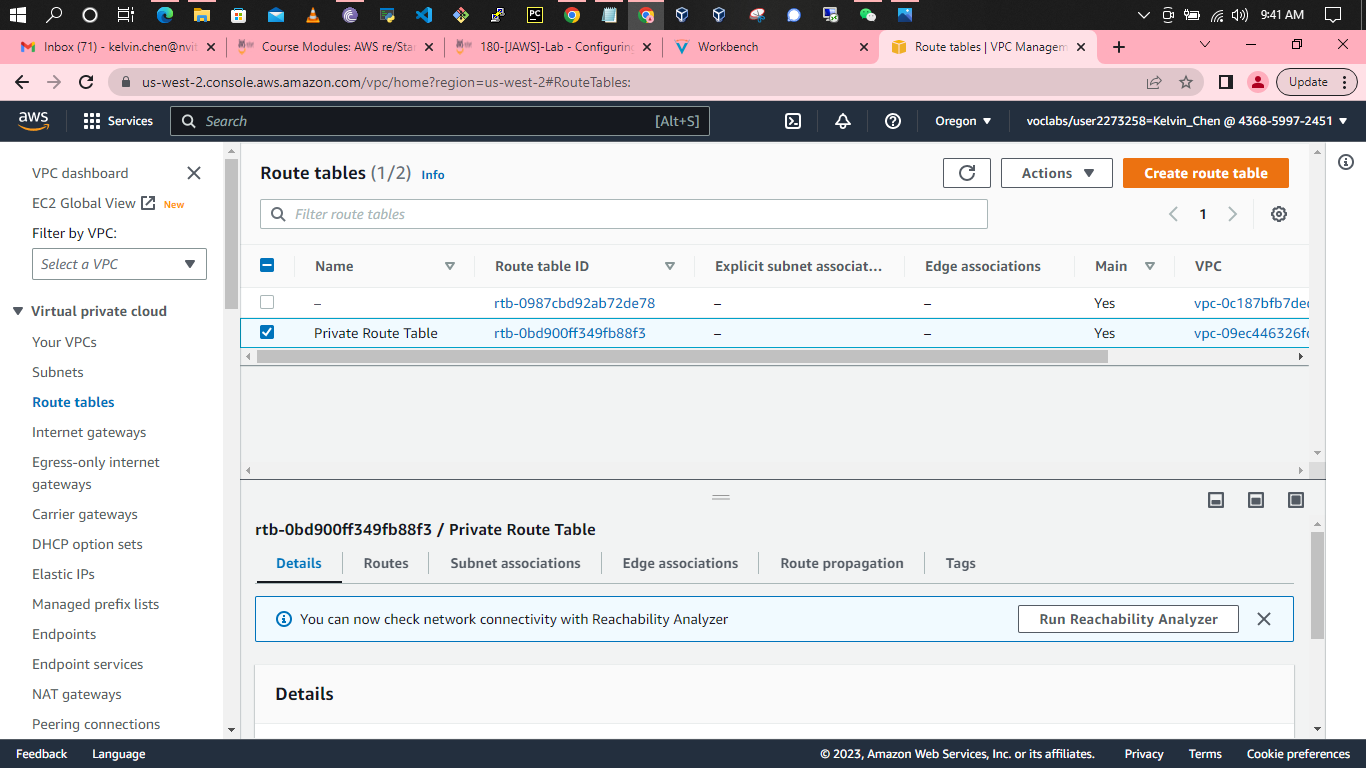 9:41 AM
Inbox (71) - kelvin.chen@nvit
Course Modules: AWS re/Star
180-[JAWS]-Lab - Configuring
Workbench
Route tables | VPC Managem
us-west-2.console.aws.amazon.com/vpc/home?region=us-west-2#RouteTables:
Update
aws
Services
Search
[Alt+S]
Oregon
voclabs/user2273258=Kelvin_Chen @ 4368-5997-2451
VPC dashboard
EC2 Global View
New
Filter by VPC:
Select a VPC
Virtual private cloud
Your VPCs
Subnets
Route tables
Internet gateways
Egress-only internet
gateways
Carrier gateways
DHCP option sets
Elastic IPs
Managed prefix lists
Endpoints
Endpoint services
NAT gateways
Peering connections
Route tables (1/2) Info
Actions
Create route table
Filter route tables
1
Name Route table ID Explicit subnet associat... Edge associations Main VPC
– rtb-0987cbd92ab72de78 – – Yes vpc-0c187bfb7ded
Private Route Table rtb-0bd900ff349fb88f3 – – Yes vpc-09ec446326fc
rtb-0bd900ff349fb88f3 / Private Route Table
Details Routes Subnet associations Edge associations Route propagation Tags
You can now check network connectivity with Reachability Analyzer
Run Reachability Analyzer
Details
Feedback Language © 2023, Amazon Web Services, Inc. or its affiliates. Privacy Terms Cookie preferences